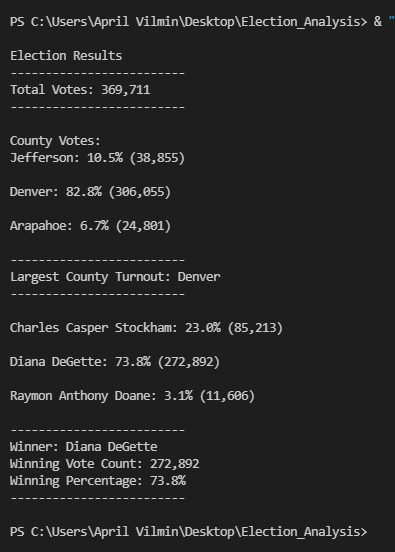 PS C:\Users\April Vilmin\Desktop\Election_Analysis> & "
Election Results
-------------------------
Total Votes: 369,711
-------------------------
County Votes:
Jefferson: 10.5% (38,855)
Denver: 82.8% (306,055)
Arapahoe: 6.7% (24,801)
-------------------------
Largest County Turnout: Denver
-------------------------
Charles Casper Stockham: 23.0% (85,213)
Diana DeGette: 73.8% (272,892)
Raymon Anthony Doane: 3.1% (11,606)
-------------------------
Winner: Diana DeGette
Winning Vote Count: 272,892
Winning Percentage: 73.8%
-------------------------
PS C:\Users\April Vilmin\Desktop\Election_Analysis>